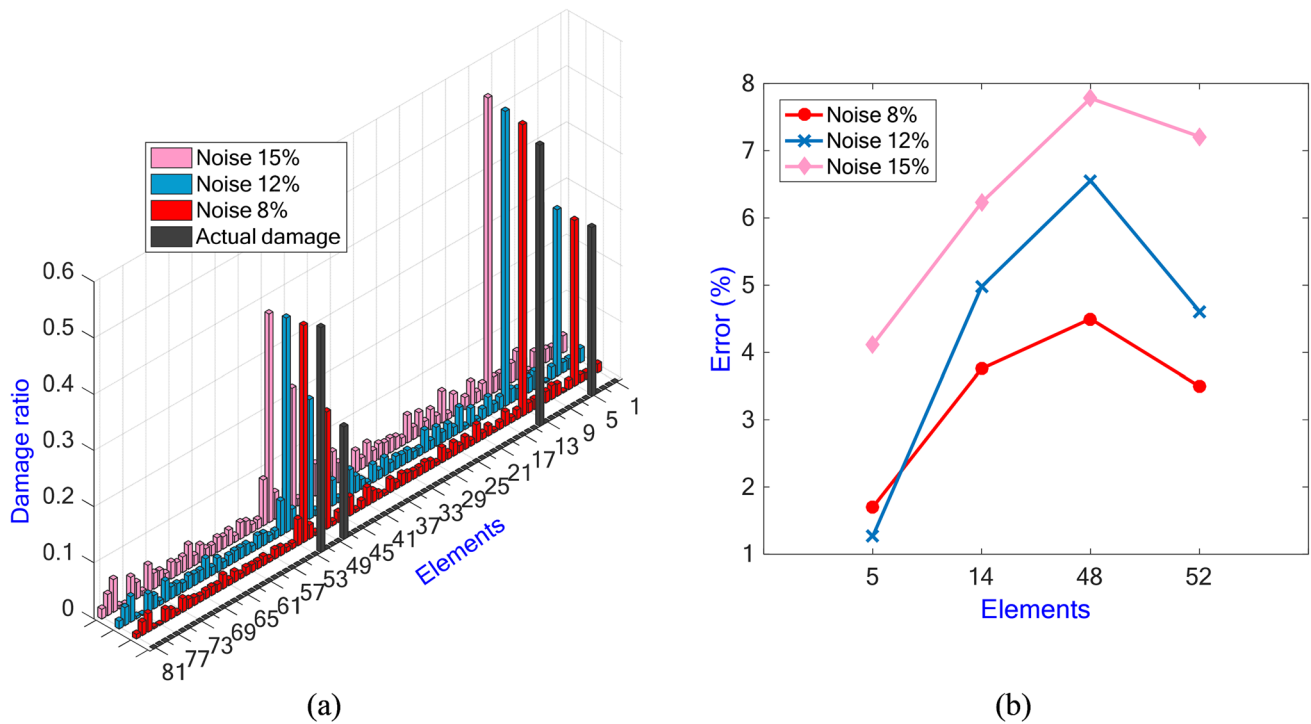 Noise 15%
Noise 12%
Noise 8%
Actual damage
0.6
0.5
0.4
0.3
0.2
0.1
0
Damage ratio
81
77
73
69
65
61
57
53
49
45
41
37
33
29
25
21
17
13
9
5
1
Elements
(a)
Noise 8%
Noise 12%
Noise 15%
8
7
6
5
4
3
2
1
Error (%)
5 14 48 52
Elements
(b)